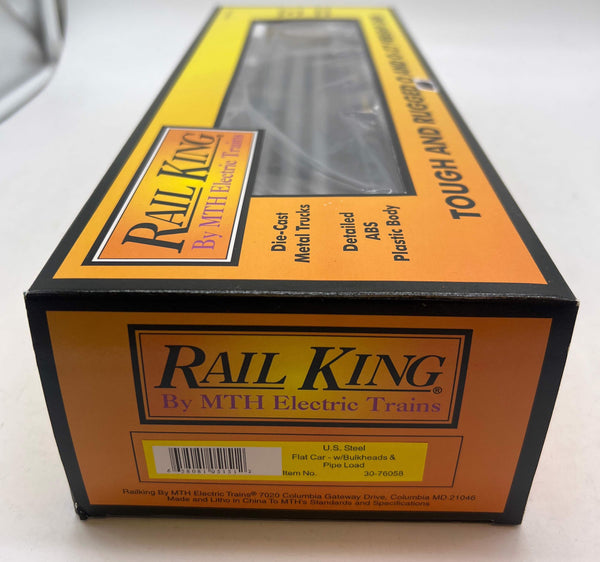 RAIL KING
By MTH Electric Trains
Die-Cast
Metal Trucks
Detailed
ABS
Plastic Body
TOUGH AND RUGGED O AND
RAIL KING®
By MTH Electric Trains
U.S. Steel
Flat Car - w/Bulkheads &
Pipe Load
Item No. 30-76058
Railking By MTH Electric Trains® 7020 Columbia Gateway Drive, Columbia MD 21046
Made and Litho in China To MTH's Standards and Specifications